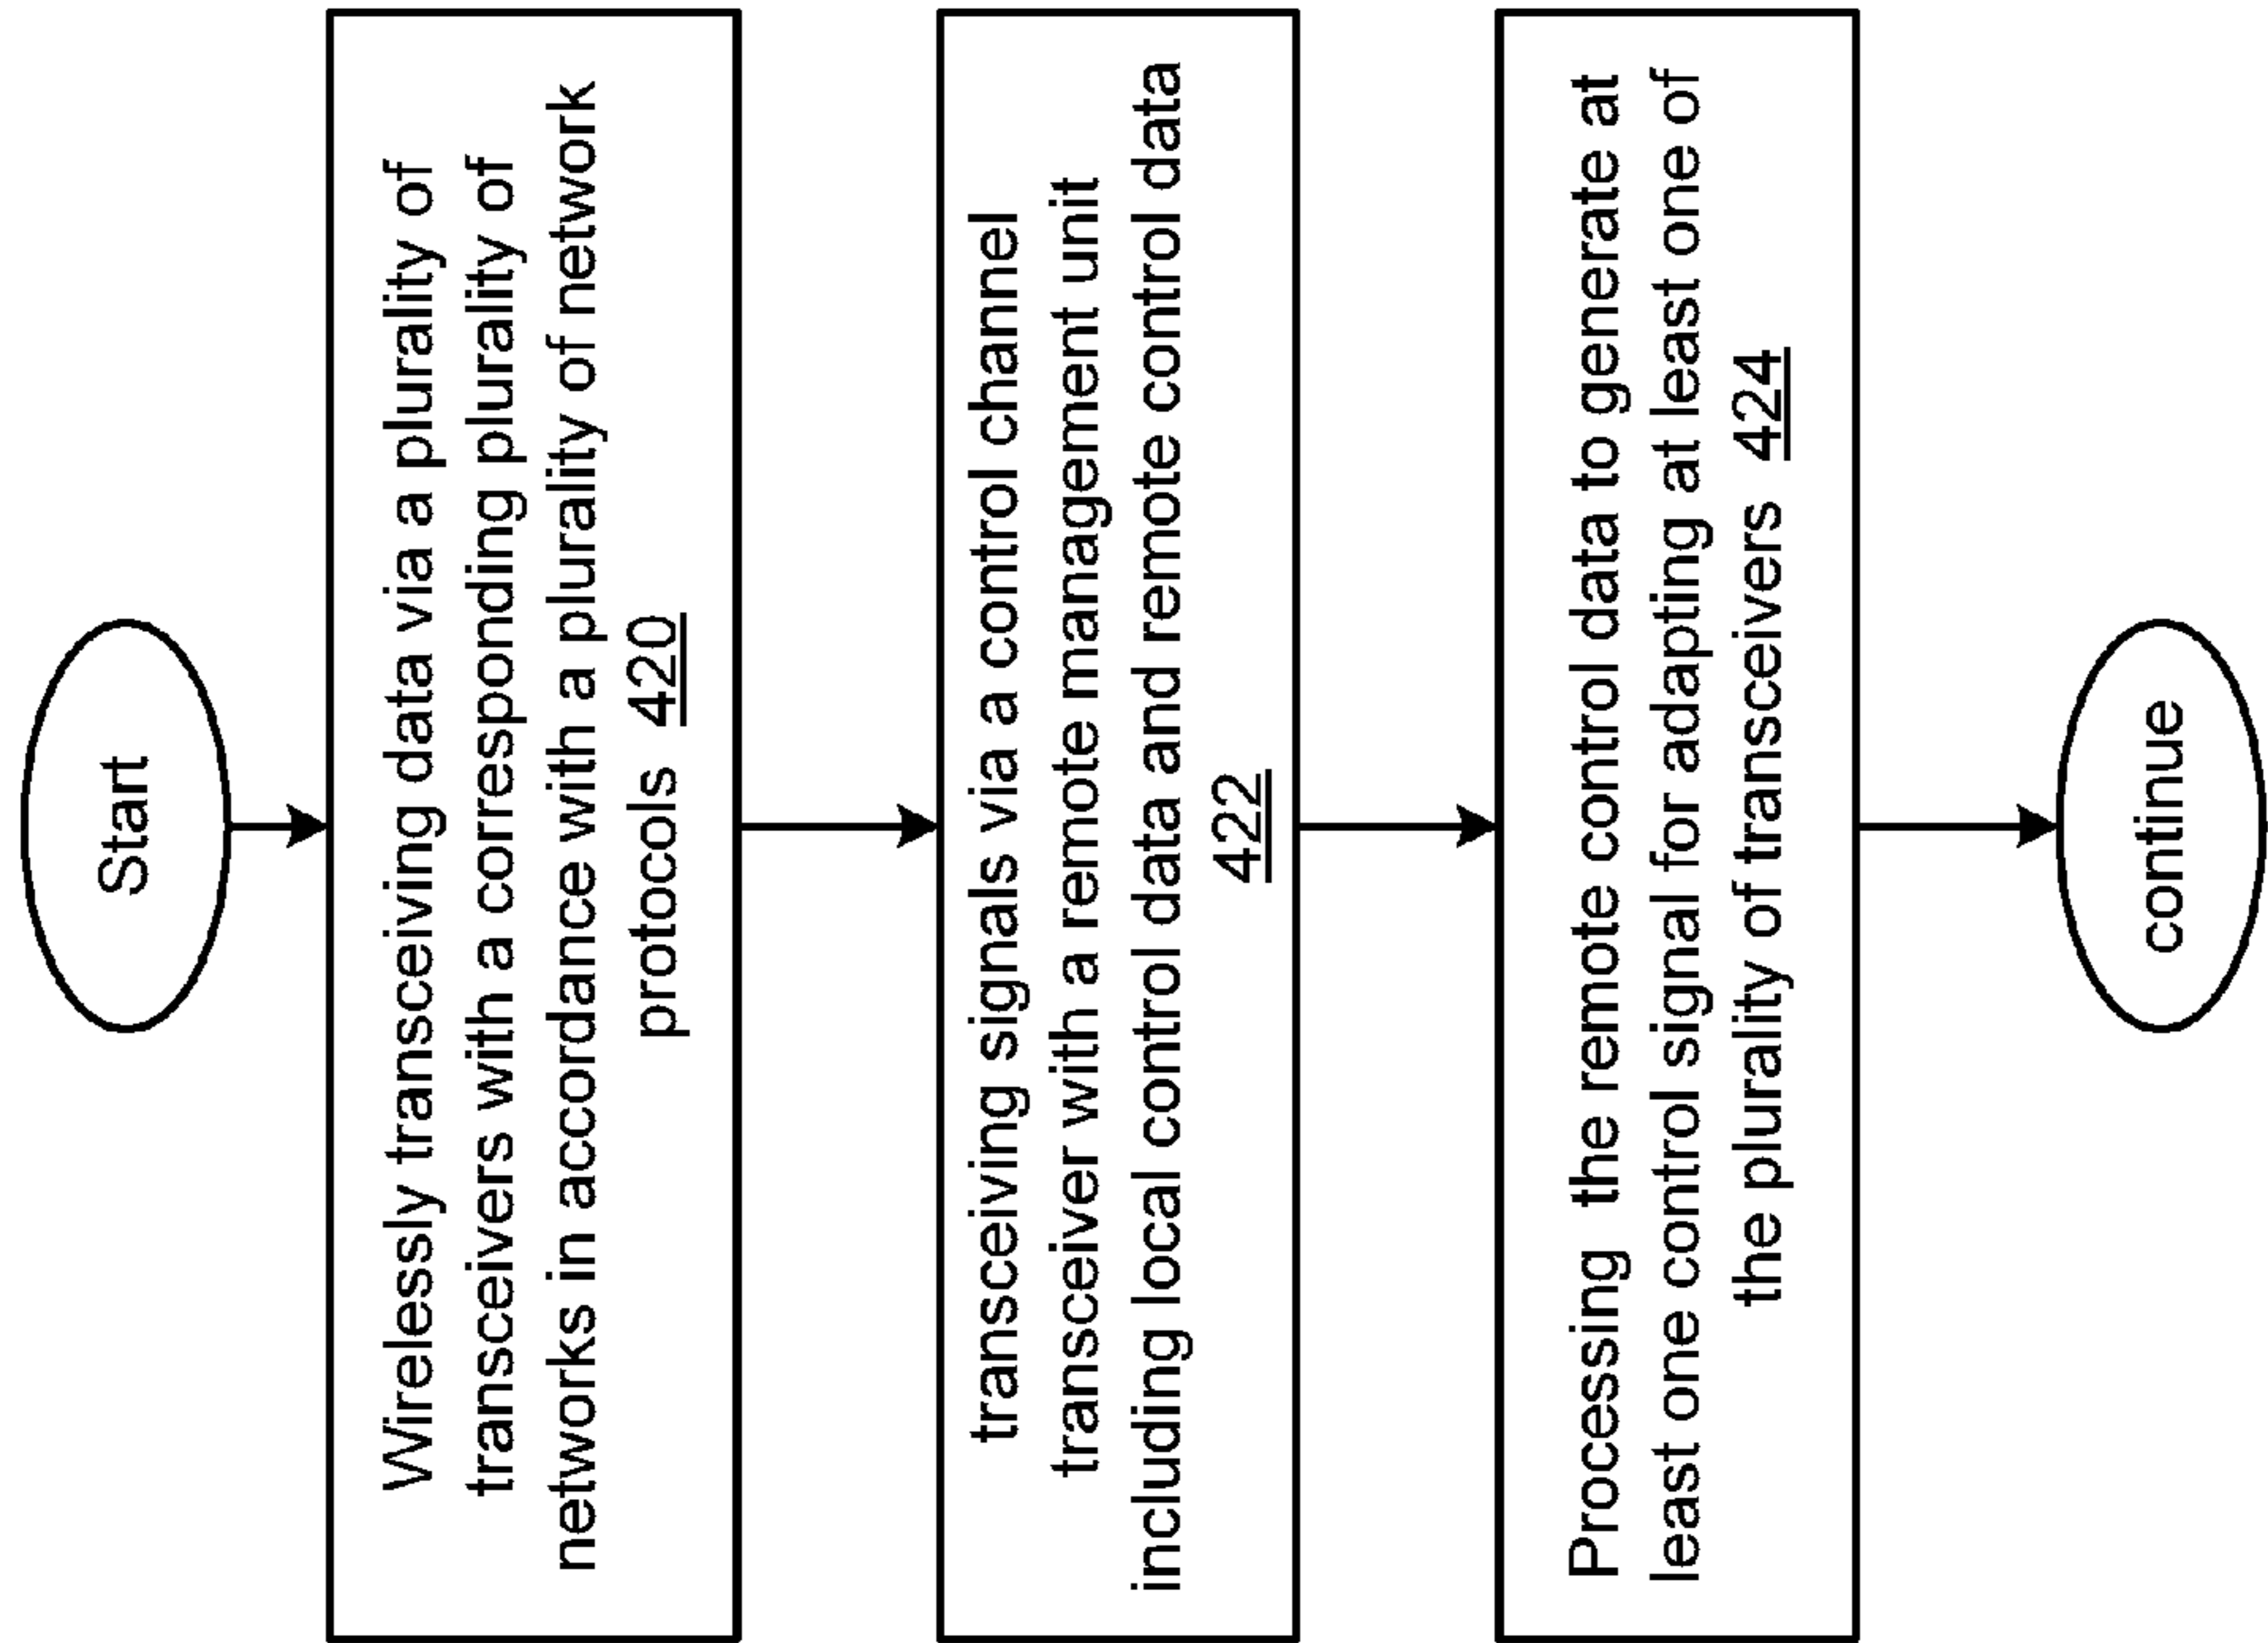 Start
Wirelessly transceiving data via a plurality of
transceivers with a corresponding plurality of
networks in accordance with a plurality of network
protocols 420
transceiving signals via a control channel
transceiver with a remote management unit
including local control data and remote control data
422
Processing the remote control data to generate at
least one control signal for adapting at least one of
the plurality of transceivers 424
continue